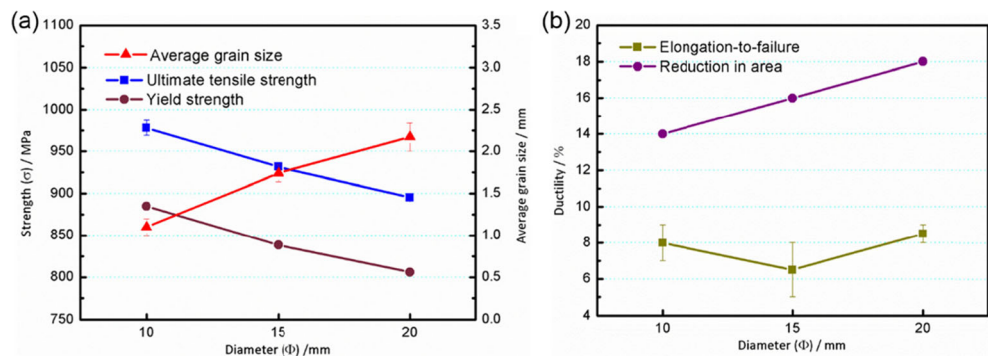 (a)
Average grain size
Ultimate tensile strength
Yield strength
1100
1050
1000
950
900
850
800
750
Strength (σ) / MPa
3.5
3.0
2.5
2.0
1.5
1.0
0.5
0.0
Average grain size / mm
10
15
20
Diameter (Φ) /mm
(b)
Elongation-to-failure
Reduction in area
20
18
16
14
12
10
8
6
4
Ductility / %
10
15
20
Diameter (Φ) /mm